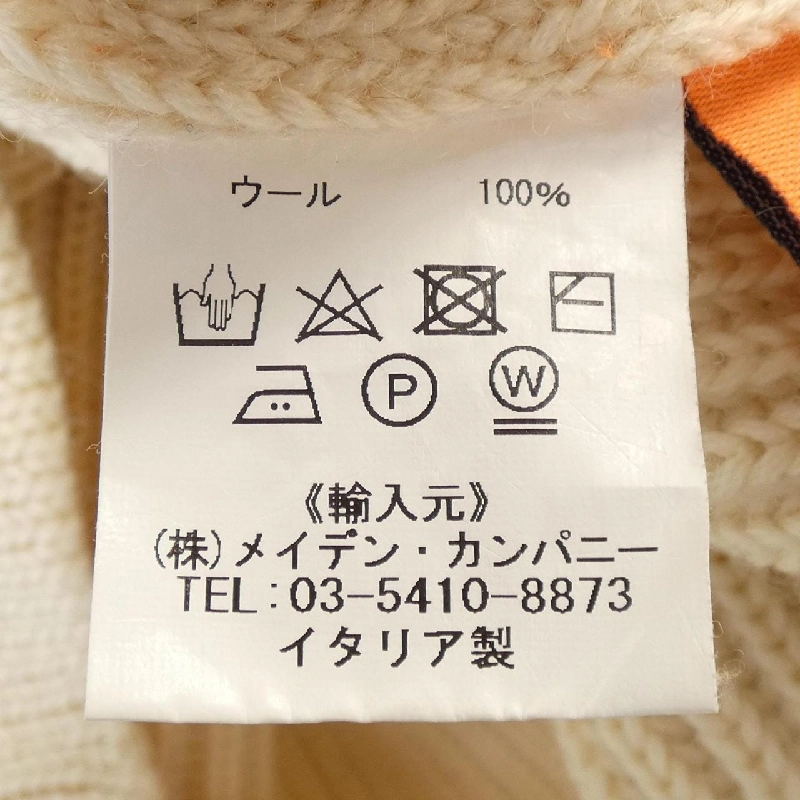 ウール 100%
P W
《輸入元》
(株)メイデン・カンパニー
TEL:03-5410-8873
イタリア製